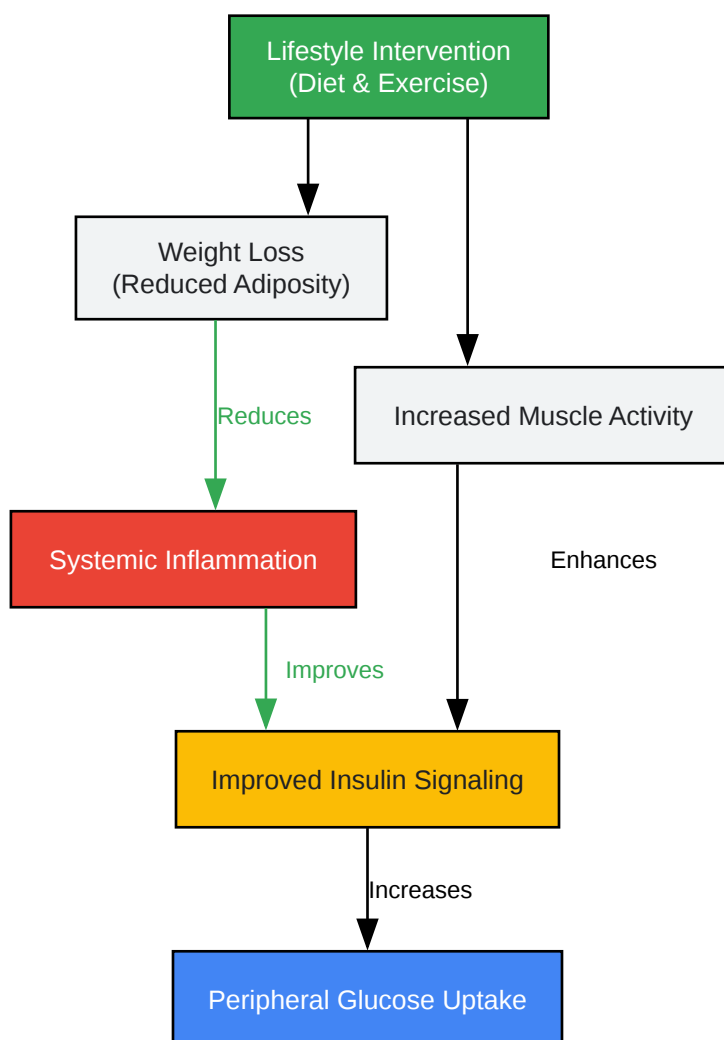 Lifestyle Intervention
(Diet & Exercise)
Weight Loss
(Reduced Adiposity)
Reduces
Increased Muscle Activity
Systemic Inflammation
Enhances
Improves
Improved Insulin Signaling
Increases
Peripheral Glucose Uptake